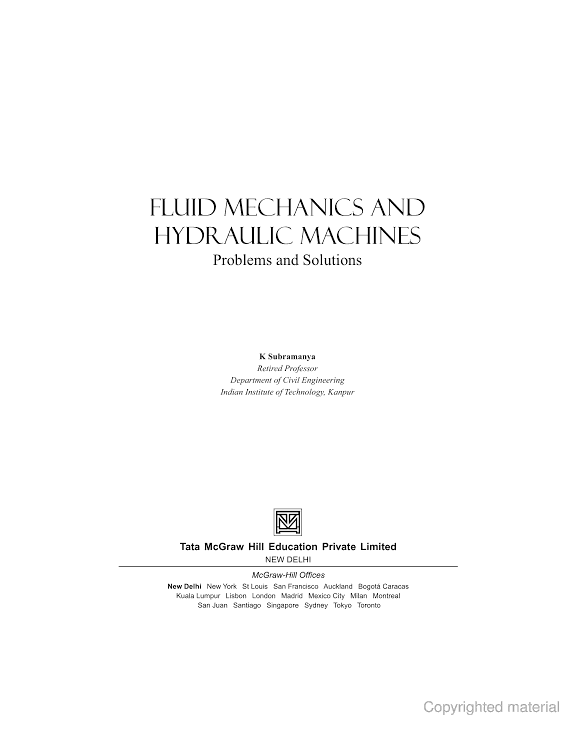 FLUID MECHANICS AND
HYDRAULIC MACHINES
Problems and Solutions
K Subramanya
Retired Professor
Department of Civil Engineering
Indian Institute of Technology, Kanpur
Tata McGraw Hill Education Private Limited
NEW DELHI
McGraw-Hill Offices
New Delhi New York St Louis San Francisco Auckland Bogotá Caracas
Kuala Lumpur Lisbon London Madrid Mexico City Milan Montreal
San Juan Santiago Singapore Sydney Tokyo Toronto
Copyrighted material